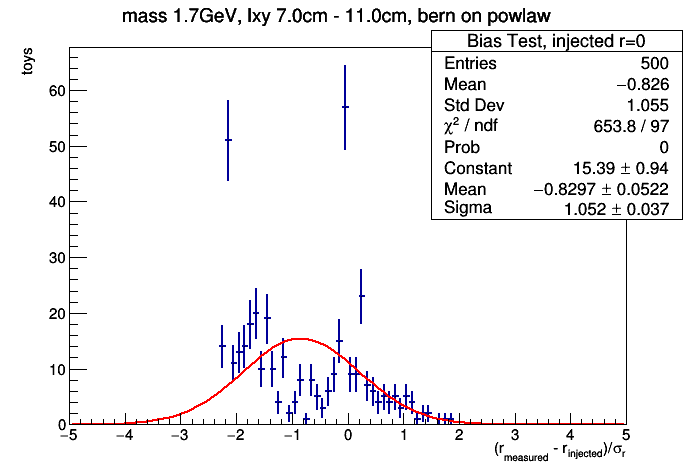 mass 1.7GeV, lxy 7.0cm - 11.0cm, bern on powlaw
toys
Bias Test, injected r=0
Entries 500
Mean −0.826
Std Dev 1.055
χ² / ndf 653.8 / 97
Prob 0
Constant 15.39 ± 0.94
Mean −0.8297 ± 0.0522
Sigma 1.052 ± 0.037
60
50
40
30
20
10
0
−5 −4 −3 −2 −1 0 1 2 3 4 5
(r_measured - r_injected)/σ_r